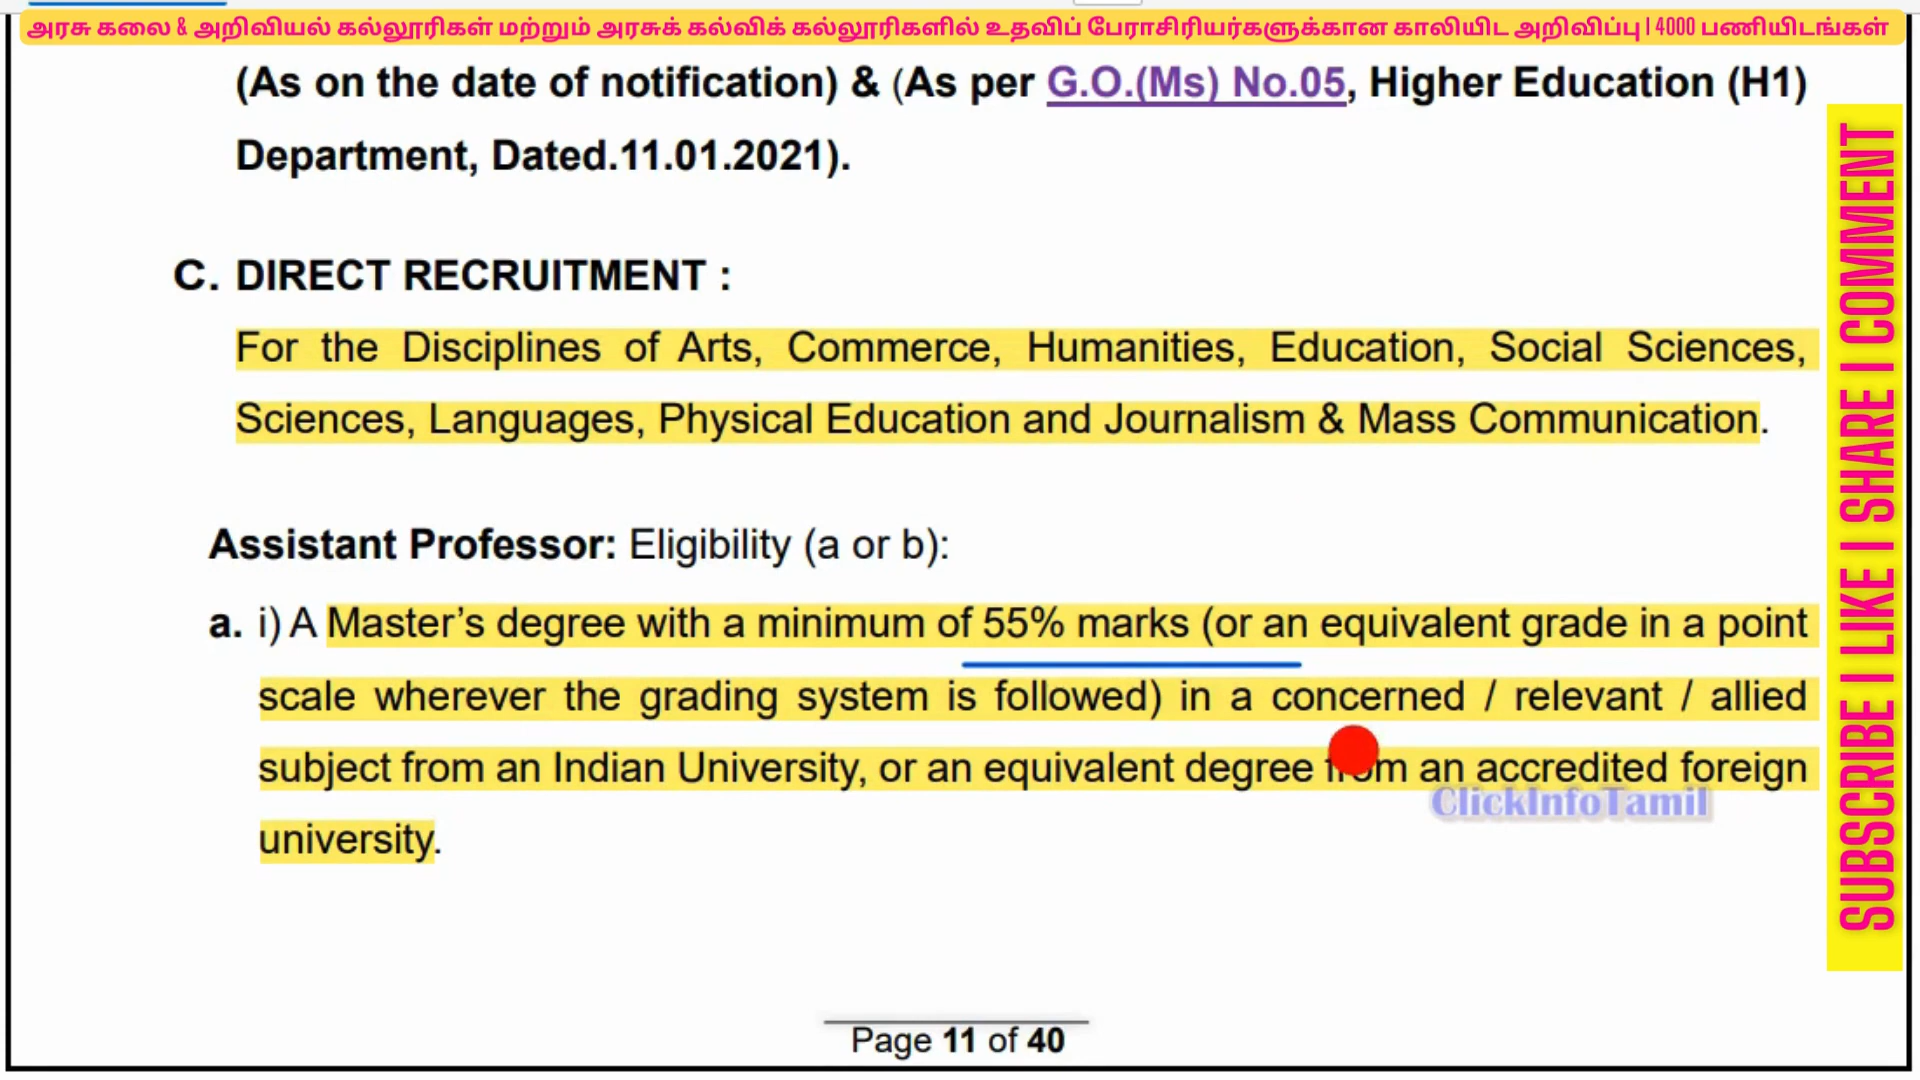 அரசு கலை & அறிவியல் கல்லூரிகள் மற்றும் அரசுக் கல்விக் கல்லூரிகளில் உதவிப் பேராசிரியர்களுக்கான காலியிட அறிவிப்பு I 4000 பணியிடங்கள்
(As on the date of notification) & (As per G.O.(Ms) No.05, Higher Education (H1)
Department, Dated.11.01.2021).
C. DIRECT RECRUITMENT :
For the Disciplines of Arts, Commerce, Humanities, Education, Social Sciences,
Sciences, Languages, Physical Education and Journalism & Mass Communication.
Assistant Professor: Eligibility (a or b):
a. i) A Master’s degree with a minimum of 55% marks (or an equivalent grade in a point
scale wherever the grading system is followed) in a concerned / relevant / allied
subject from an Indian University, or an equivalent degree from an accredited foreign
university.
ClickInfoTamil
Page 11 of 40
SUBSCRIBE I LIKE I SHARE I COMMENT